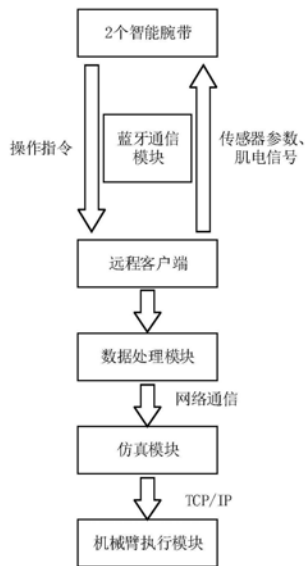 2个智能腕带
操作指令
蓝牙通信
模块
传感器参数、
肌电信号
远程客户端
数据处理模块
网络通信
仿真模块
TCP/IP
机械臂执行模块